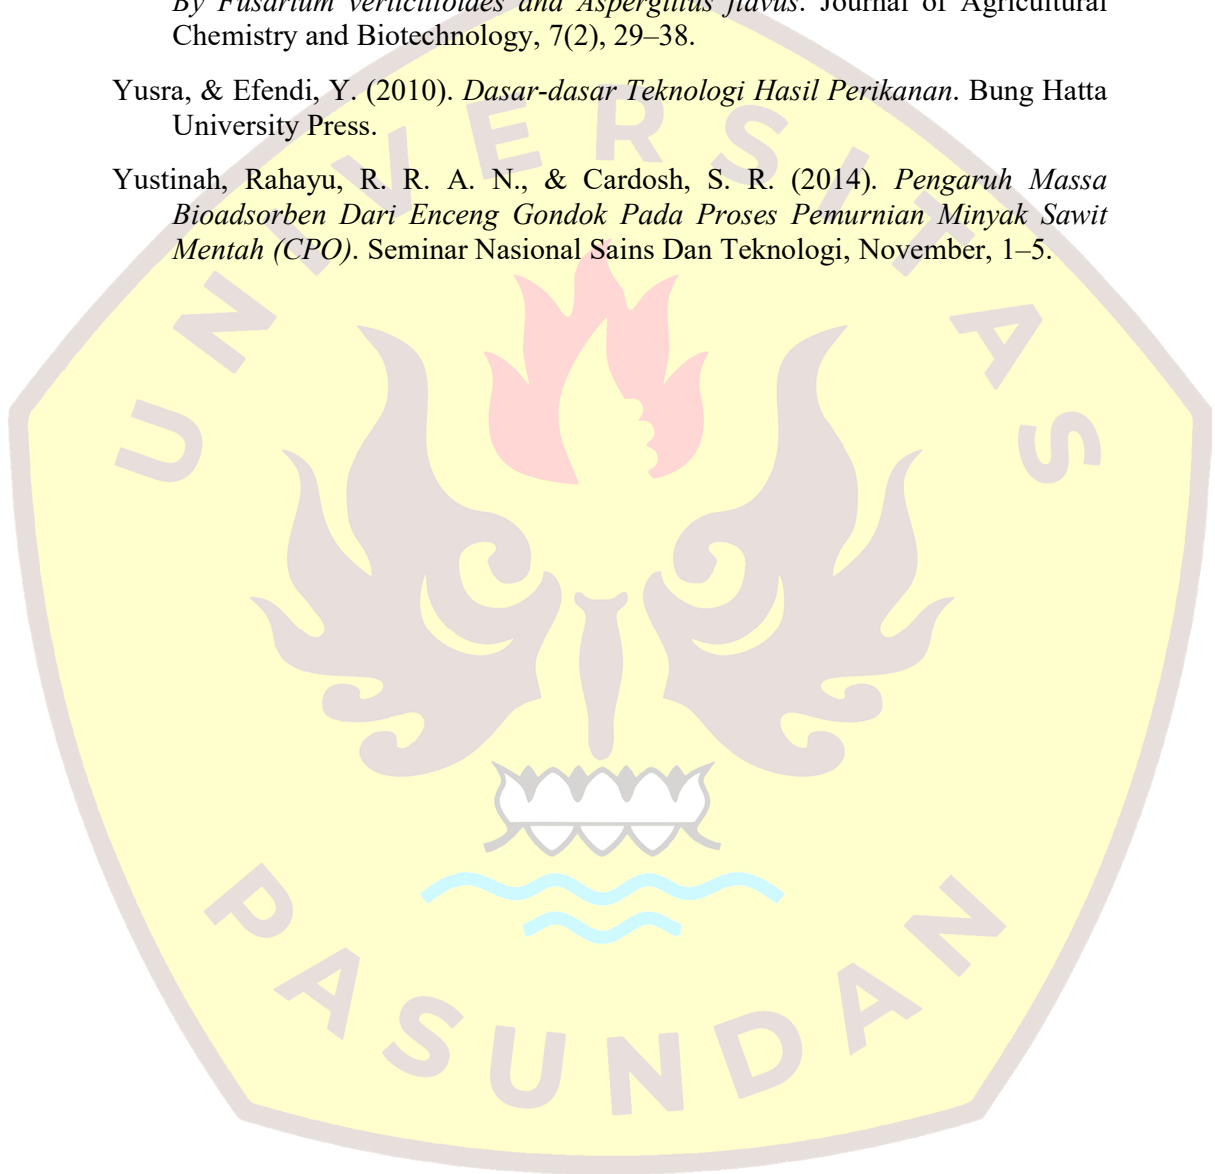 By Fusarium verticillioides and Aspergillus flavus. Journal of Agricultural
Chemistry and Biotechnology, 7(2), 29–38.
Yusra, & Efendi, Y. (2010). Dasar-dasar Teknologi Hasil Perikanan. Bung Hatta
University Press.
Yustinah, Rahayu, R. R. A. N., & Cardosh, S. R. (2014). Pengaruh Massa
Bioadsorben Dari Enceng Gondok Pada Proses Pemurnian Minyak Sawit
Mentah (CPO). Seminar Nasional Sains Dan Teknologi, November, 1–5.
UNIVERSITAS
PASUNDAN